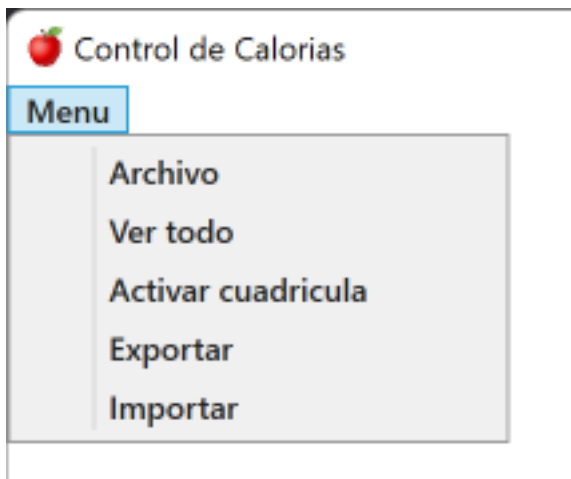 Control de Calorias
Menu
Archivo
Ver todo
Activar cuadricula
Exportar
Importar